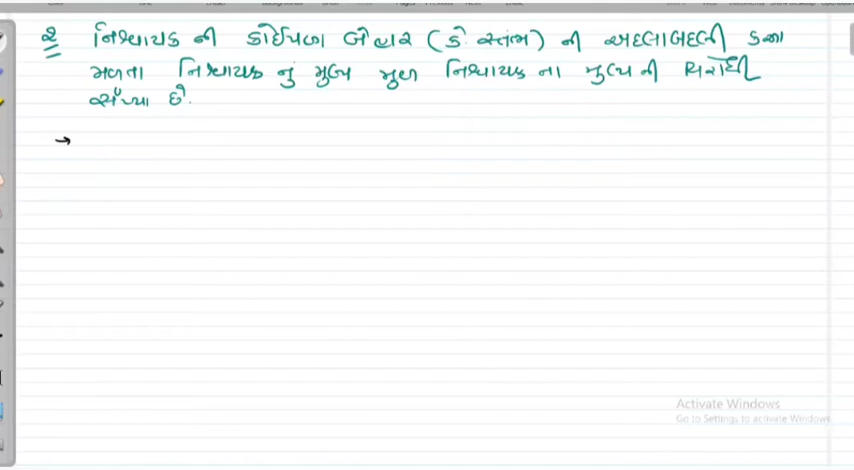 ૨ નિશ્ચાયક ની કોઈપણ બે હાર (કે સ્તંભ) ની અદલાબદલી કરતા
મળતા નિશ્ચાયક નું મુલ્ય મુળ નિશ્ચાયક ના મુલ્ય ની વિરોધી
સંખ્યા છે.
→
Activate Windows
Go to Settings to activate Windows.